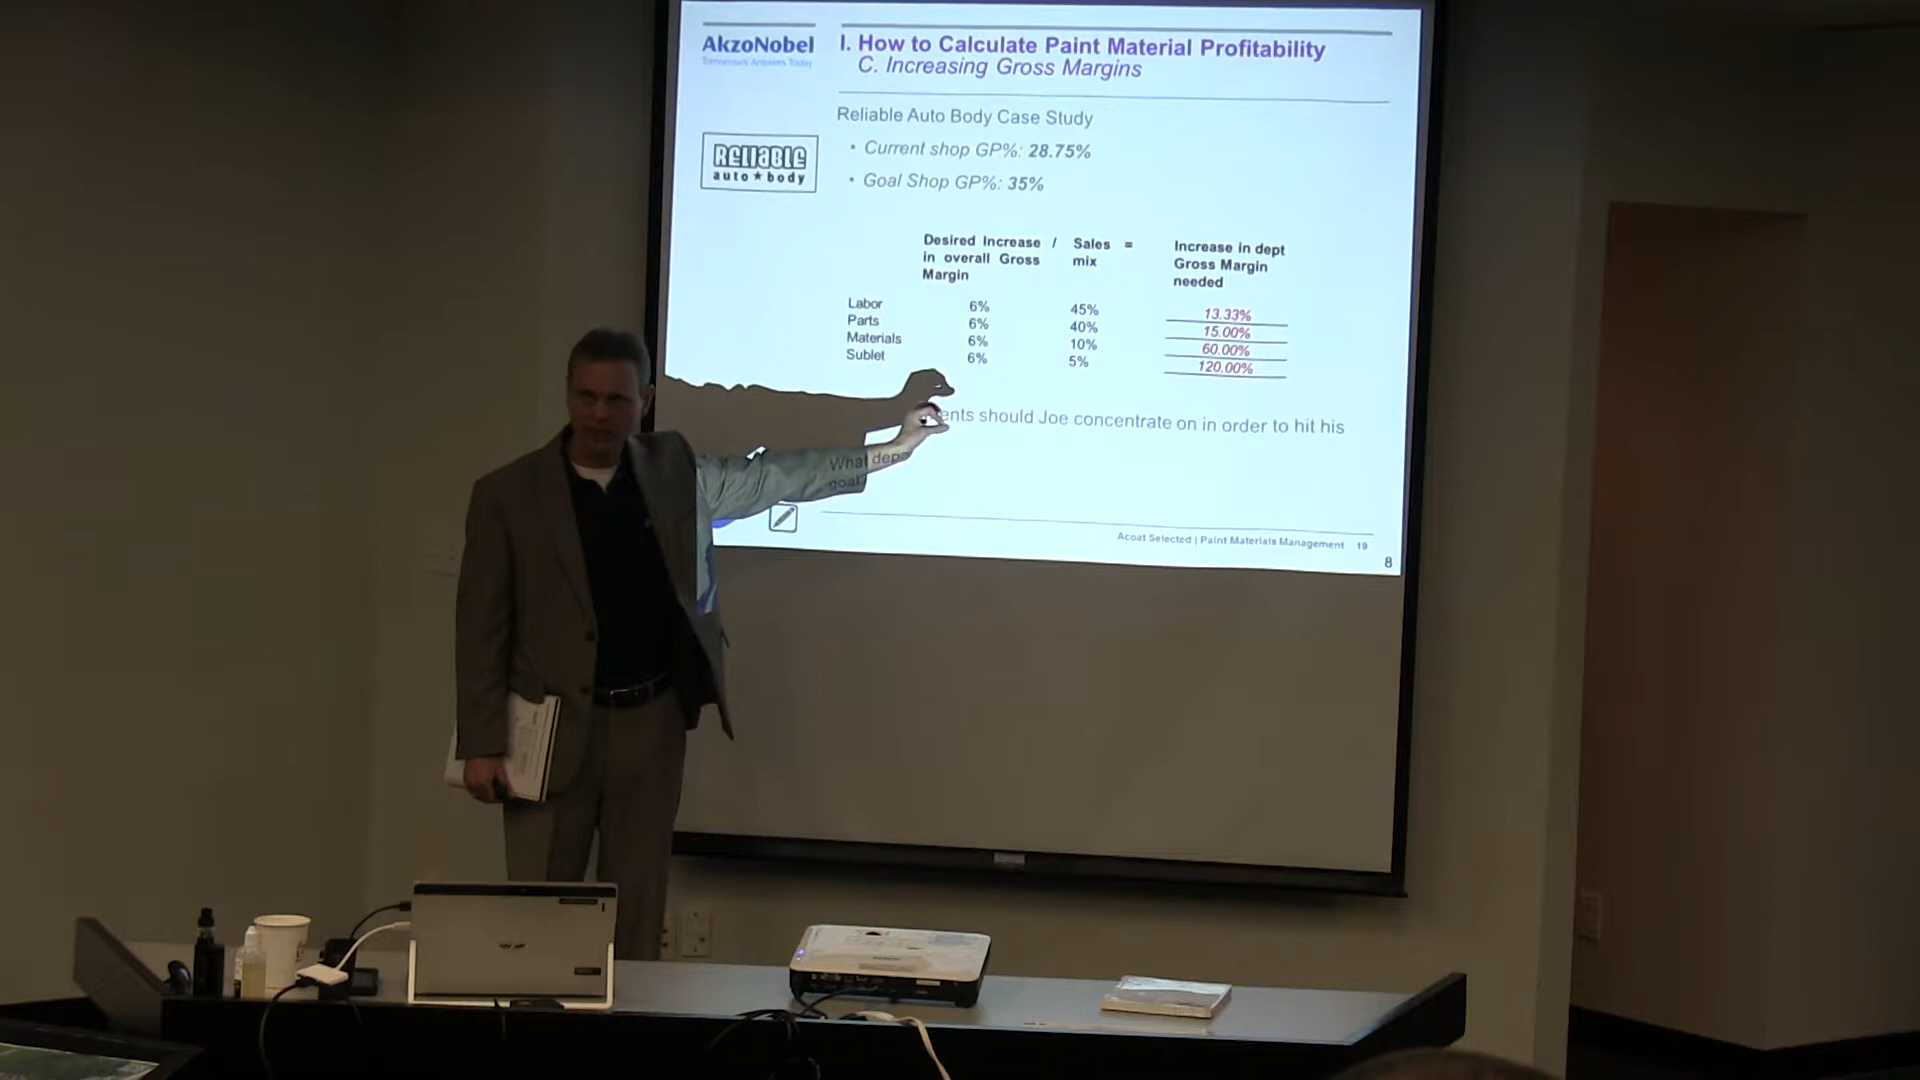 AkzoNobel
Tomorrow's Answers Today
I. How to Calculate Paint Material Profitability
C. Increasing Gross Margins
Reliable Auto Body Case Study
RELIABLE
auto★body
• Current shop GP%: 28.75%
• Goal Shop GP%: 35%
Desired Increase / Sales = Increase in dept
in overall Gross mix Gross Margin
Margin needed
Labor 6% 45% 13.33%
Parts 6% 40% 15.00%
Materials 6% 10% 60.00%
Sublet 6% 5% 120.00%
What dep ents should Joe concentrate on in order to hit his
goal?
Acoat Selected | Paint Materials Management 19
8